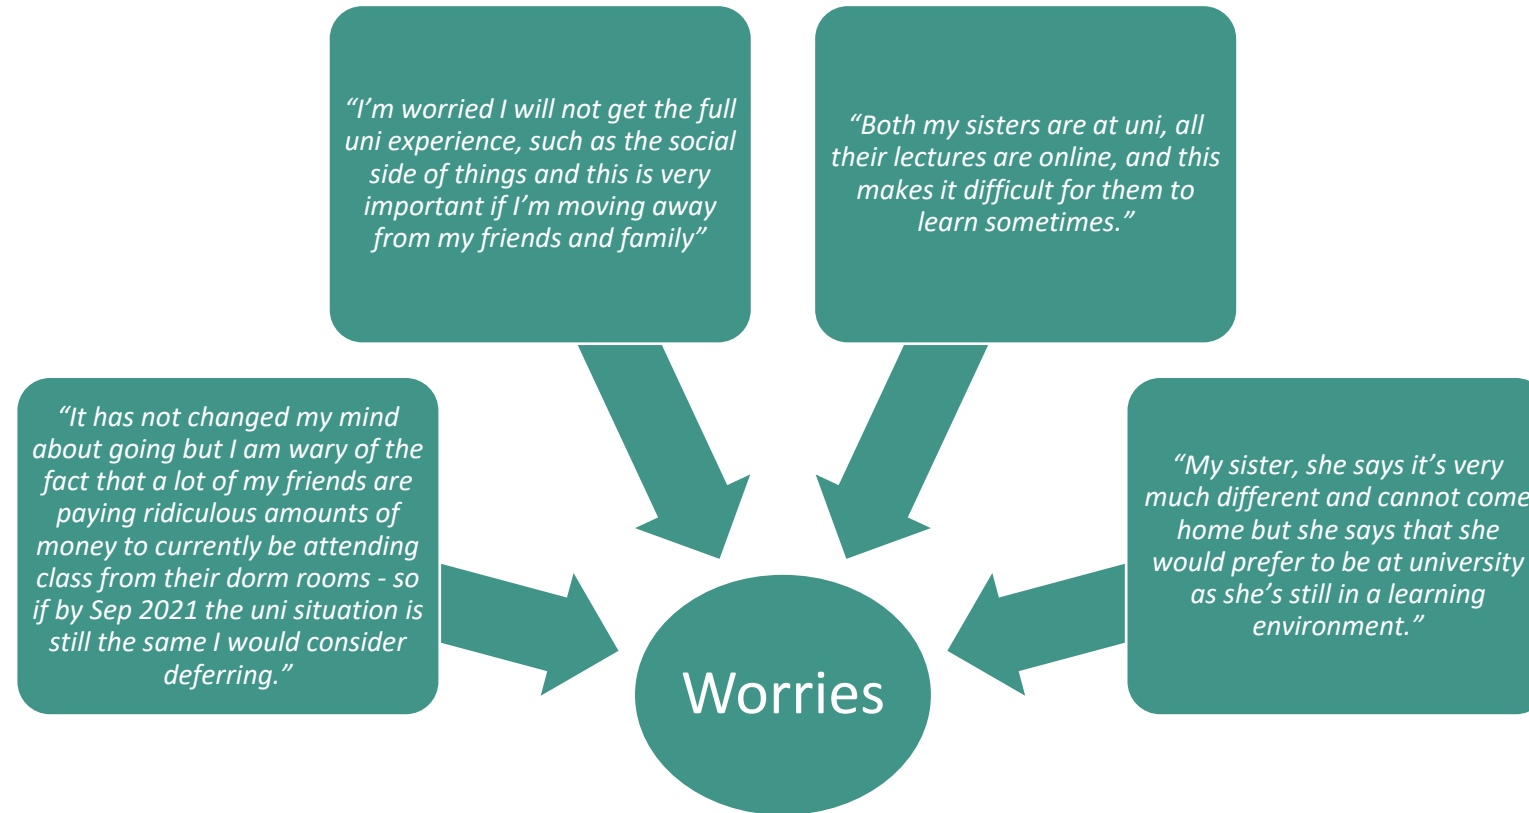 “I’m worried I will not get the full
uni experience, such as the social
side of things and this is very
important if I’m moving away
from my friends and family”
“Both my sisters are at uni, all
their lectures are online, and this
makes it difficult for them to
learn sometimes.”
“It has not changed my mind
about going but I am wary of the
fact that a lot of my friends are
paying ridiculous amounts of
money to currently be attending
class from their dorm rooms - so
if by Sep 2021 the uni situation is
still the same I would consider
deferring.”
“My sister, she says it’s very
much different and cannot come
home but she says that she
would prefer to be at university
as she’s still in a learning
environment.”
Worries